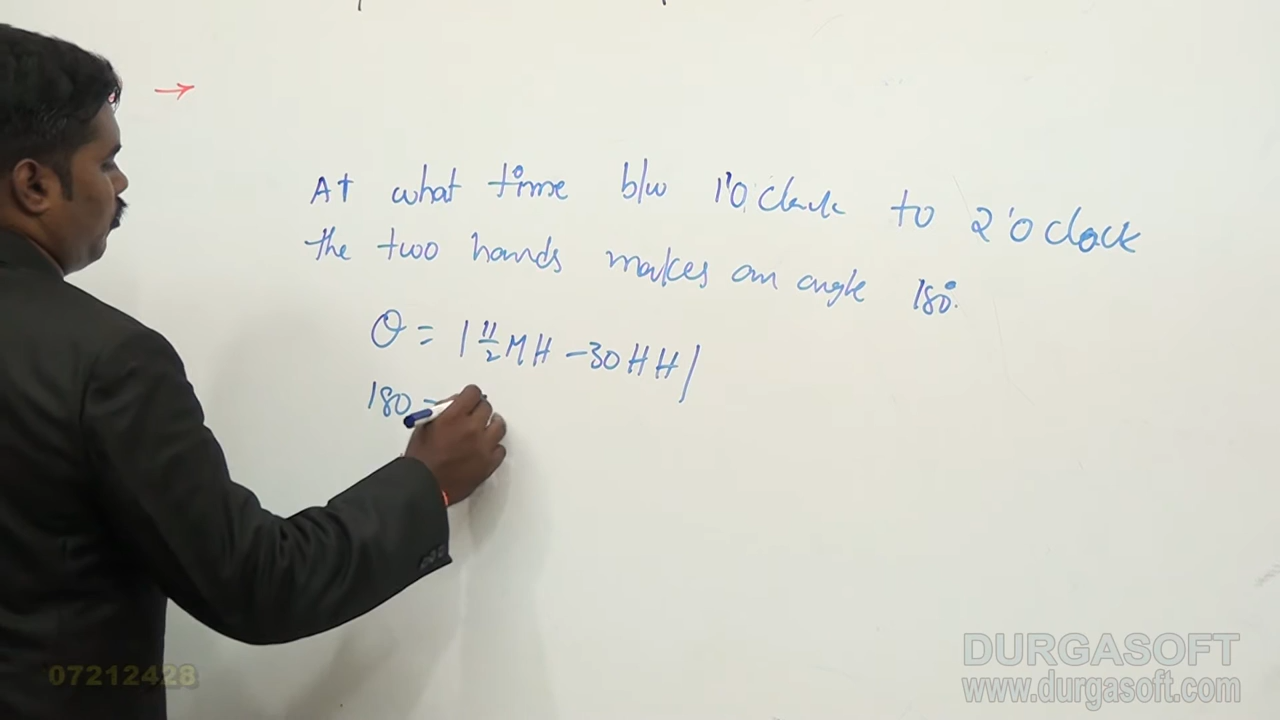 At what time b/w 1'0 clock to 2'0 clock
the two hands makes an angle 180°.
θ = | 11/2 MH - 30 HH |
180 =
07212428
DURGASOFT
www.durgasoft.com